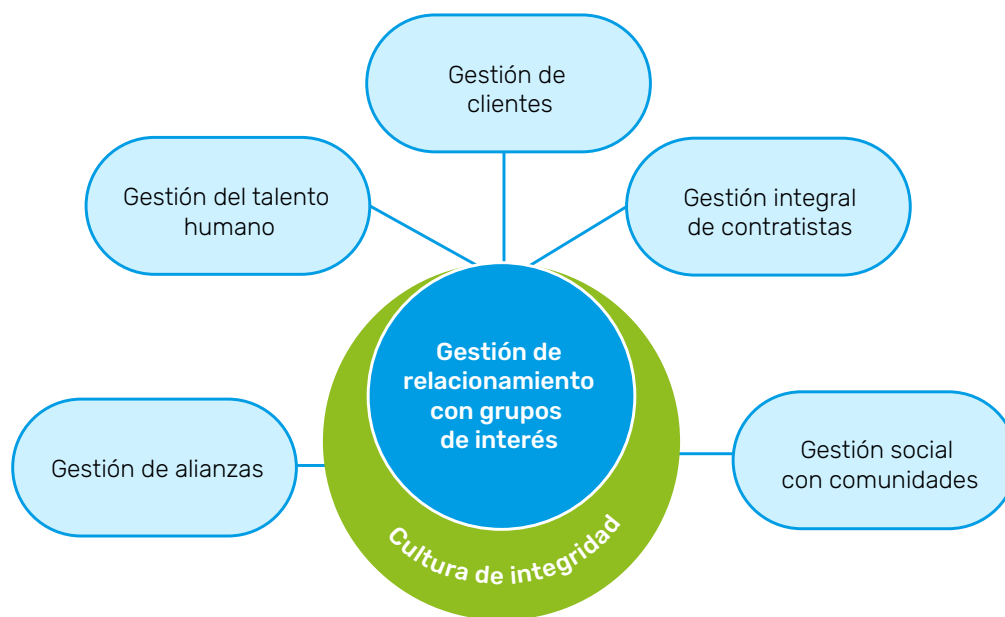 Gestión de
clientes
Gestión del talento
humano
Gestión integral
de contratistas
Gestión de
relacionamiento
con grupos
de interés
Gestión de alianzas
Gestión social
con comunidades
Cultura de integridad